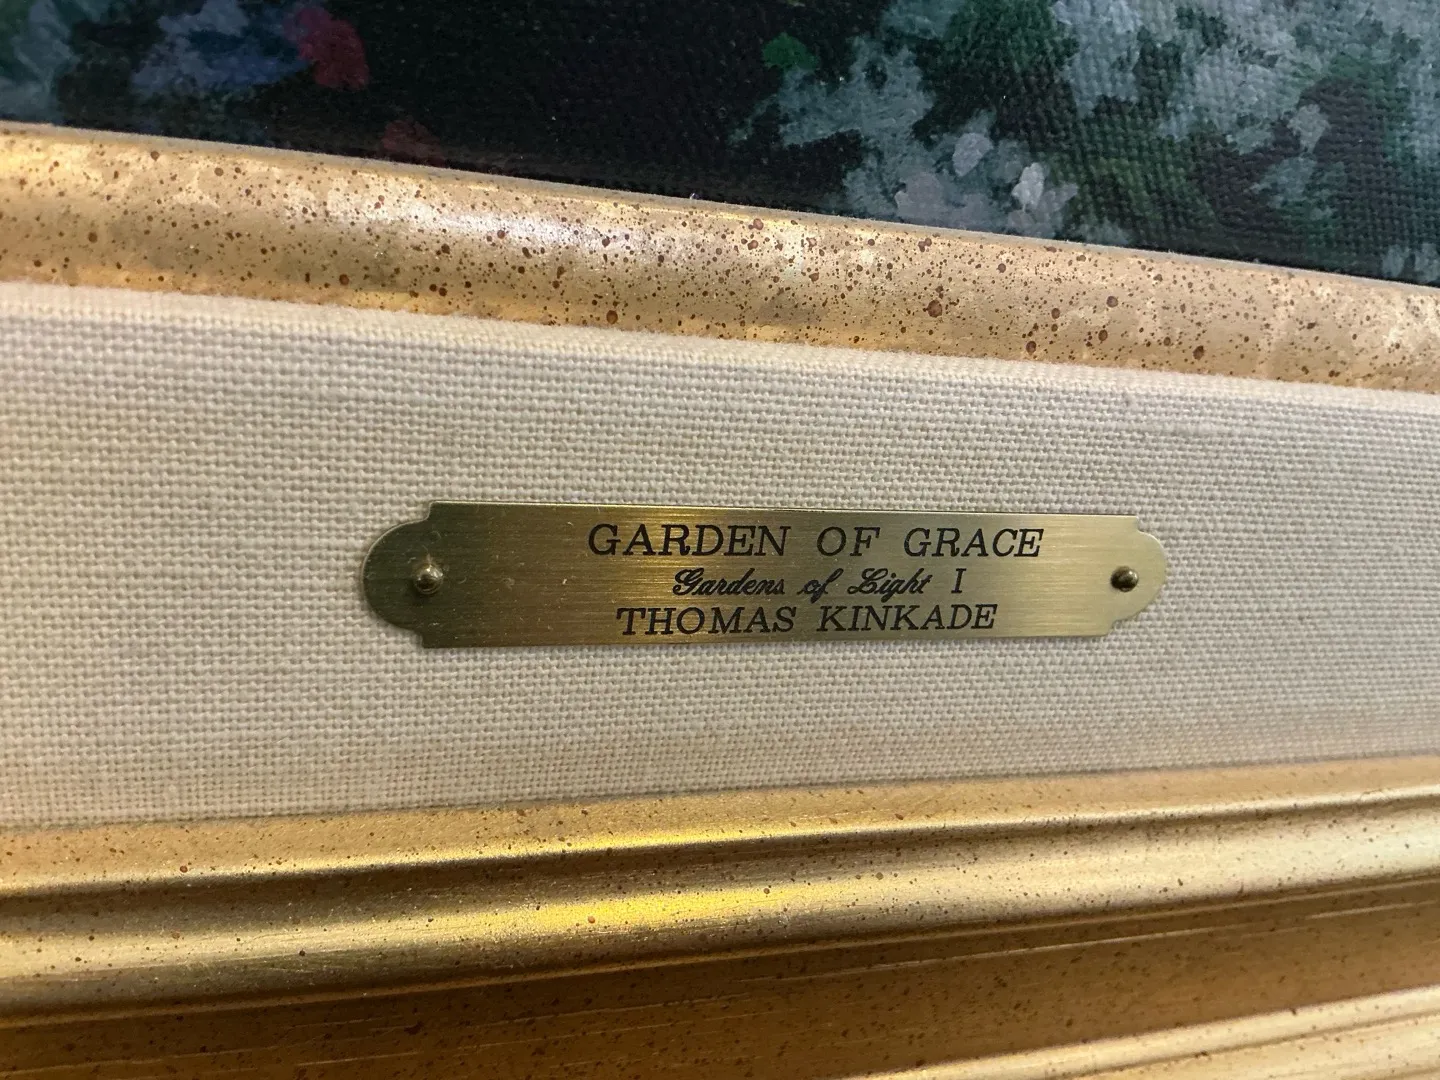 GARDEN OF GRACE
Gardens of Light I
THOMAS KINKADE